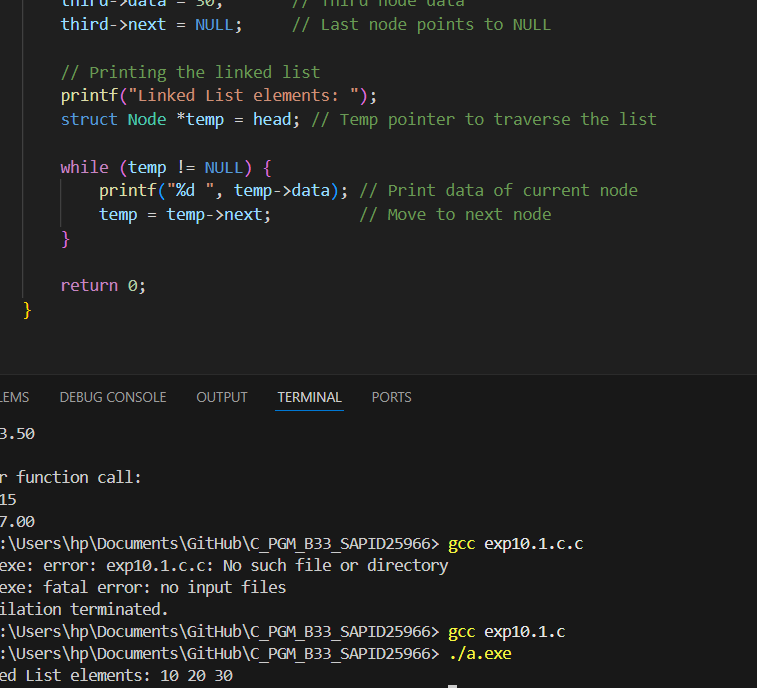 third->data = 30;       // Third node data
third->next = NULL;     // Last node points to NULL
// Printing the linked list
printf("Linked List elements: ");
struct Node *temp = head; // Temp pointer to traverse the list
while (temp != NULL) {
printf("%d ", temp->data); // Print data of current node
temp = temp->next;         // Move to next node
}
return 0;
}
LEMS DEBUG CONSOLE OUTPUT TERMINAL PORTS
3.50
r function call:
15
7.00
:\Users\hp\Documents\GitHub\C_PGM_B33_SAPID25966> gcc exp10.1.c.c
exe: error: exp10.1.c.c: No such file or directory
exe: fatal error: no input files
ilation terminated.
:\Users\hp\Documents\GitHub\C_PGM_B33_SAPID25966> gcc exp10.1.c
:\Users\hp\Documents\GitHub\C_PGM_B33_SAPID25966> ./a.exe
ed List elements: 10 20 30